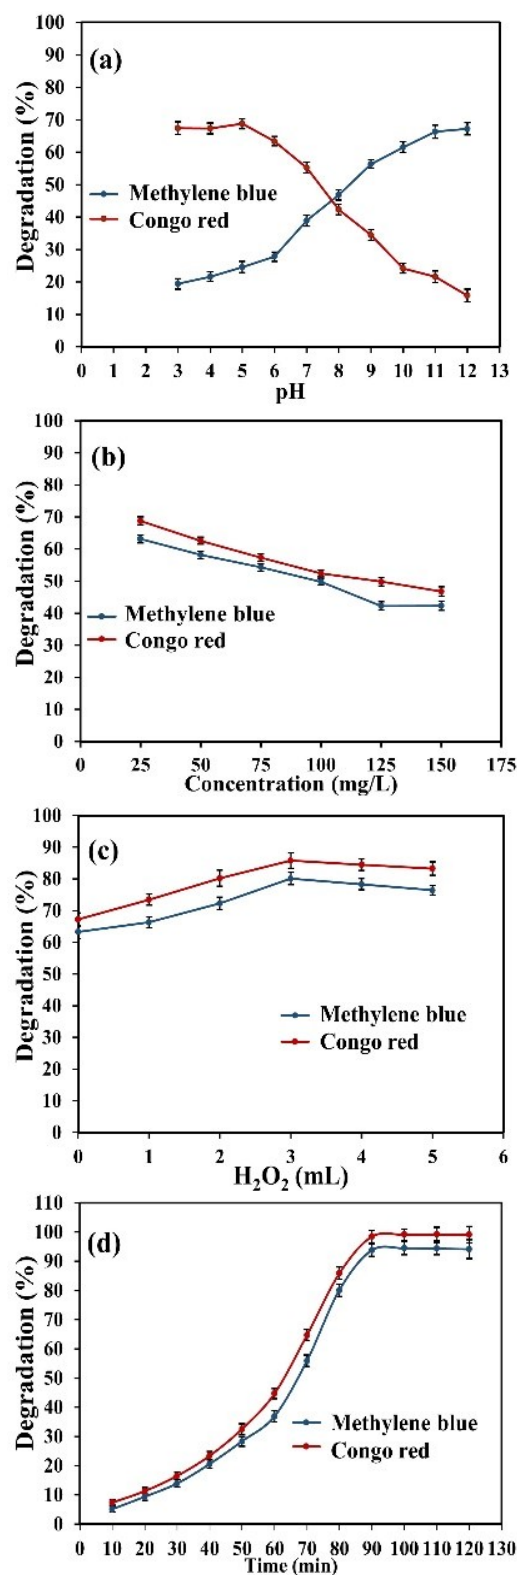 100
90
80
70
60
50
40
30
20
10
0
Degradation (%)
(a)
Methylene blue
Congo red
0 1 2 3 4 5 6 7 8 9 10 11 12 13
pH
100
90
80
70
60
50
40
30
20
10
0
Degradation (%)
(b)
Methylene blue
Congo red
0 25 50 75 100 125 150 175
Concentration (mg/L)
100
90
80
70
60
50
40
30
20
10
0
Degradation (%)
(c)
Methylene blue
Congo red
0 1 2 3 4 5 6
H₂O₂ (mL)
110
100
90
80
70
60
50
40
30
20
10
0
Degradation (%)
(d)
Methylene blue
Congo red
0 10 20 30 40 50 60 70 80 90 100 110 120 130
Time (min)